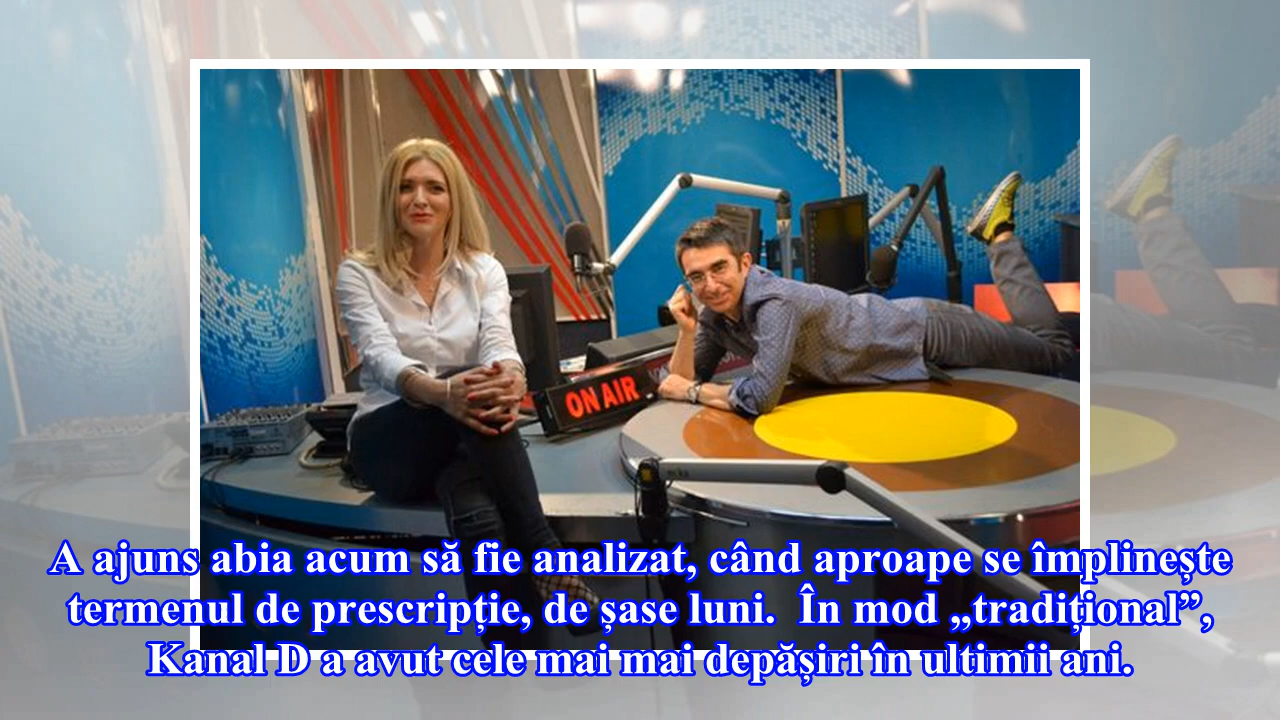 ON AIR
A ajuns abia acum să fie analizat, când aproape se împlinește
termenul de prescripție, de șase luni. În mod „tradițional”,
Kanal D a avut cele mai mai depășiri în ultimii ani.